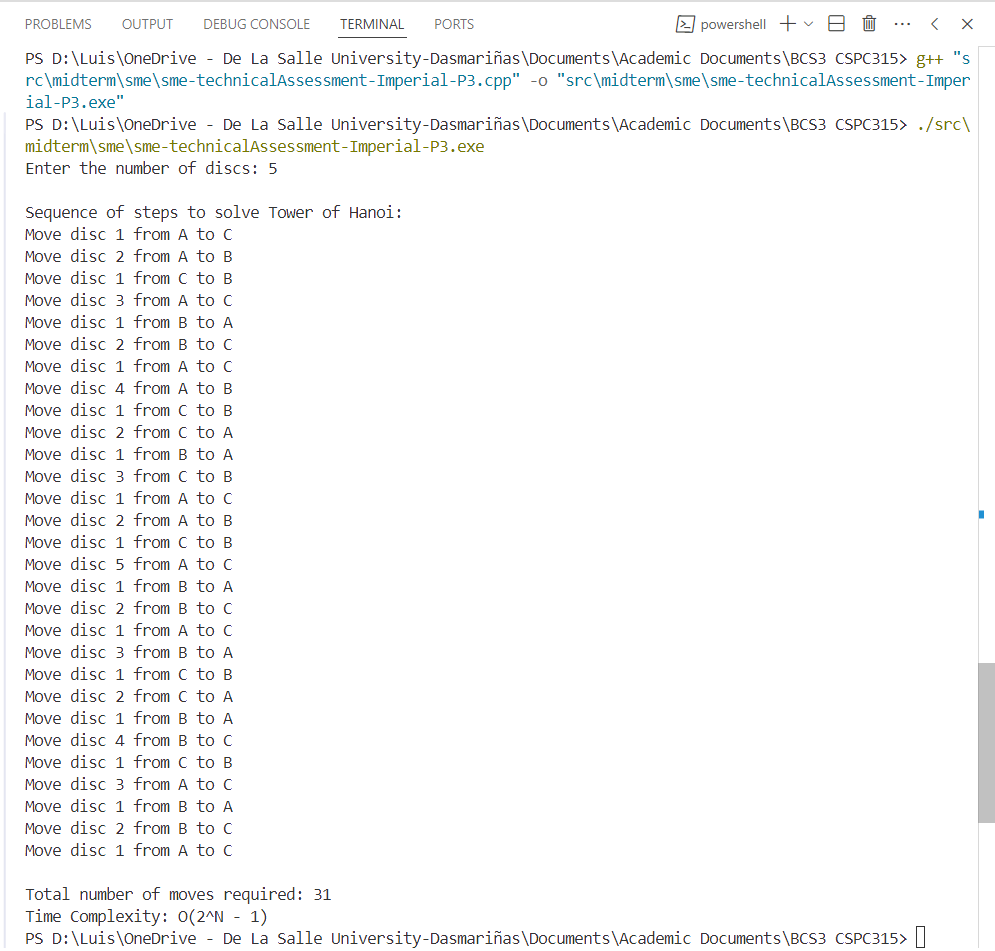 PROBLEMS OUTPUT DEBUG CONSOLE TERMINAL PORTS powershell
PS D:\Luis\OneDrive - De La Salle University-Dasmariñas\Documents\Academic Documents\BCS3 CSPC315> g++ "s
rc\midterm\sme\sme-technicalAssessment-Imperial-P3.cpp" -o "src\midterm\sme\sme-technicalAssessment-Imper
ial-P3.exe"
PS D:\Luis\OneDrive - De La Salle University-Dasmariñas\Documents\Academic Documents\BCS3 CSPC315> ./src\
midterm\sme\sme-technicalAssessment-Imperial-P3.exe
Enter the number of discs: 5
Sequence of steps to solve Tower of Hanoi:
Move disc 1 from A to C
Move disc 2 from A to B
Move disc 1 from C to B
Move disc 3 from A to C
Move disc 1 from B to A
Move disc 2 from B to C
Move disc 1 from A to C
Move disc 4 from A to B
Move disc 1 from C to B
Move disc 2 from C to A
Move disc 1 from B to A
Move disc 3 from C to B
Move disc 1 from A to C
Move disc 2 from A to B
Move disc 1 from C to B
Move disc 5 from A to C
Move disc 1 from B to A
Move disc 2 from B to C
Move disc 1 from A to C
Move disc 3 from B to A
Move disc 1 from C to B
Move disc 2 from C to A
Move disc 1 from B to A
Move disc 4 from B to C
Move disc 1 from C to B
Move disc 3 from A to C
Move disc 1 from B to A
Move disc 2 from B to C
Move disc 1 from A to C
Total number of moves required: 31
Time Complexity: O(2^N - 1)
PS D:\Luis\OneDrive - De La Salle University-Dasmariñas\Documents\Academic Documents\BCS3 CSPC315>